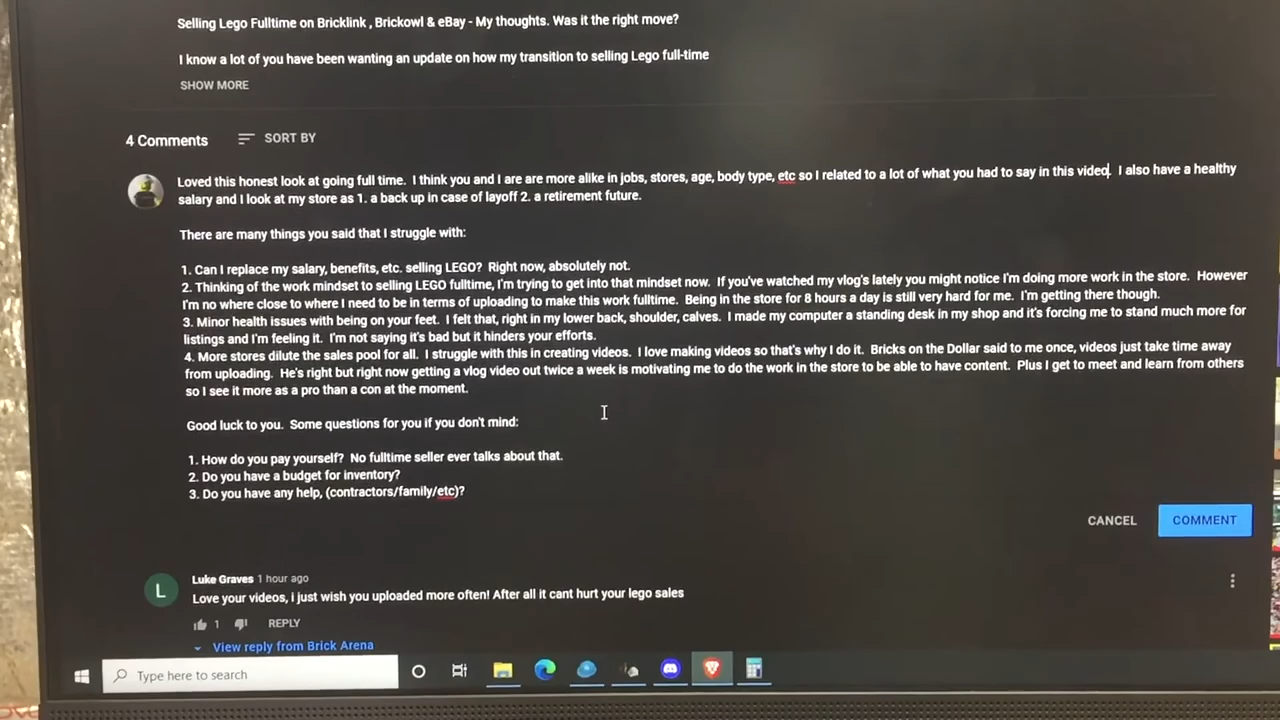 Selling Lego Fulltime on Bricklink , Brickowl & eBay - My thoughts. Was it the right move?
I know a lot of you have been wanting an update on how my transition to selling Lego full-time
SHOW MORE
4 Comments SORT BY
Loved this honest look at going full time. I think you and I are are more alike in jobs, stores, age, body type, etc so I related to a lot of what you had to say in this video. I also have a healthy
salary and I look at my store as 1. a back up in case of layoff 2. a retirement future.
There are many things you said that I struggle with:
1. Can I replace my salary, benefits, etc. selling LEGO? Right now, absolutely not.
2. Thinking of the work mindset to selling LEGO fulltime, I'm trying to get into that mindset now. If you've watched my vlog's lately you might notice I'm doing more work in the store. However
I'm no where close to where I need to be in terms of uploading to make this work fulltime. Being in the store for 8 hours a day is still very hard for me. I'm getting there though.
3. Minor health issues with being on your feet. I felt that, right in my lower back, shoulder, calves. I made my computer a standing desk in my shop and it's forcing me to stand much more for
listings and I'm feeling it. I'm not saying it's bad but it hinders your efforts.
4. More stores dilute the sales pool for all. I struggle with this in creating videos. I love making videos so that's why I do it. Bricks on the Dollar said to me once, videos just take time away
from uploading. He's right but right now getting a vlog video out twice a week is motivating me to do the work in the store to be able to have content. Plus I get to meet and learn from others
so I see it more as a pro than a con at the moment.
Good luck to you. Some questions for you if you don't mind:
1. How do you pay yourself? No fulltime seller ever talks about that.
2. Do you have a budget for inventory?
3. Do you have any help, (contractors/family/etc)?
CANCEL COMMENT
L
Luke Graves 1 hour ago
Love your videos, i just wish you uploaded more often! After all it cant hurt your lego sales
1 REPLY
View reply from Brick Arena
Type here to search